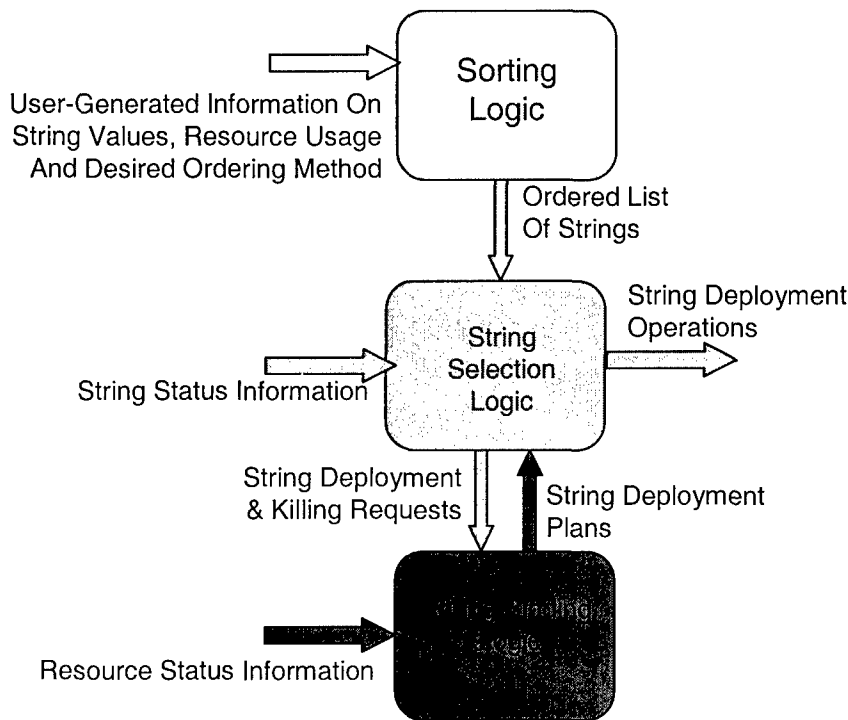 Sorting
Logic
User-Generated Information On
String Values, Resource Usage
And Desired Ordering Method
Ordered List
Of Strings
String Deployment
Operations
String
Selection
Logic
String Status Information
String Deployment
& Killing Requests
String Deployment
Plans
Logic
Resource Status Information